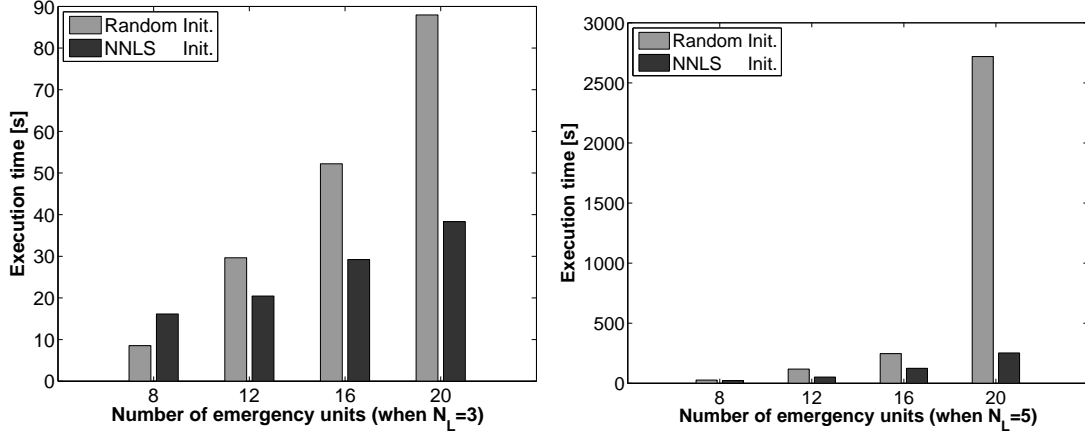 90
80
70
60
50
40
30
20
10
0
Execution time [s]
Random Init.
NNLS Init.
8 12 16 20
Number of emergency units (when N_L=3)
3000
2500
2000
1500
1000
500
0
Execution time [s]
Random Init.
NNLS Init.
8 12 16 20
Number of emergency units (when N_L=5)